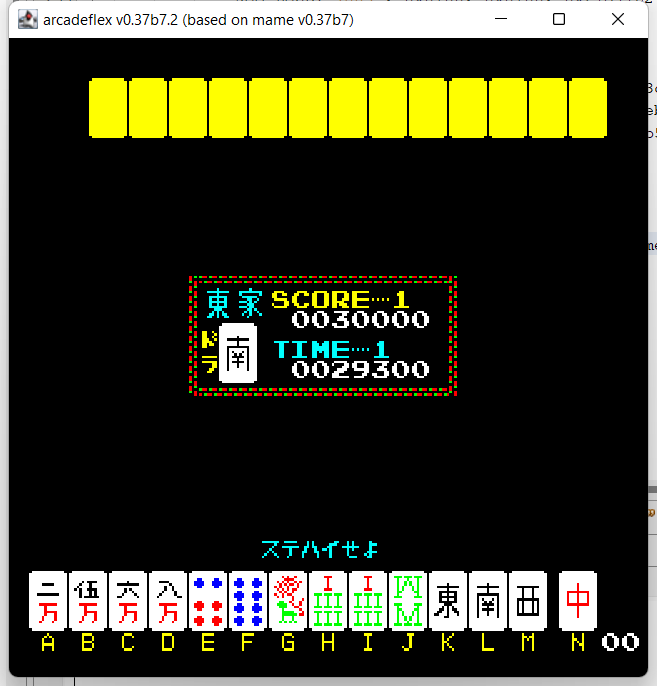 arcadeflex v0.37b7.2 (based on mame v0.37b7)
東家 SCORE…1
0030000
ドラ 南
TIME…1
0029300
ステハイせよ
二万 伍万 六万 八万 東 南 西 中
A B C D E F G H I J K L M N 00